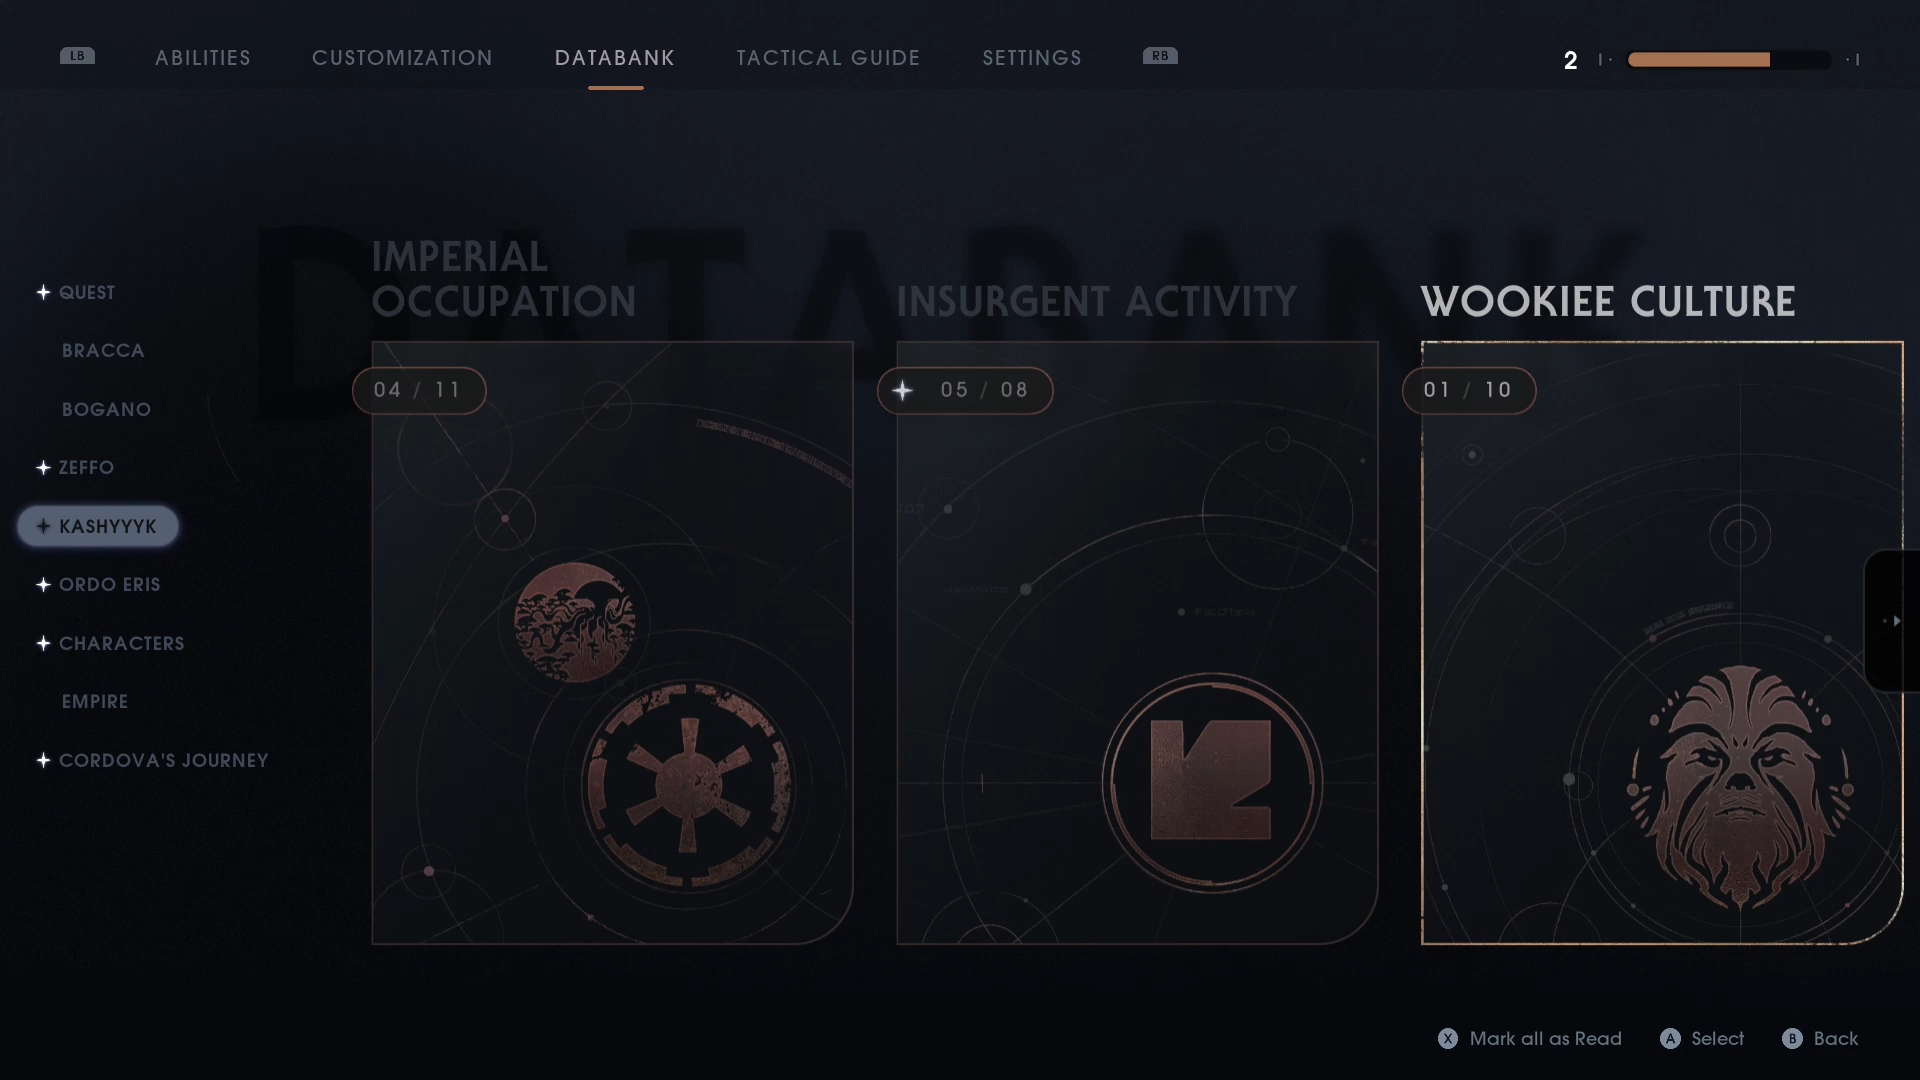 LB
ABILITIES
CUSTOMIZATION
DATABANK
TACTICAL GUIDE
SETTINGS
RB
2
DATABANK
QUEST
BRACCA
BOGANO
ZEFFO
KASHYYYK
ORDO ERIS
CHARACTERS
EMPIRE
CORDOVA'S JOURNEY
IMPERIAL
OCCUPATION
04 / 11
INSURGENT ACTIVITY
05 / 08
WOOKIEE CULTURE
01 / 10
X Mark all as Read
A Select
B Back